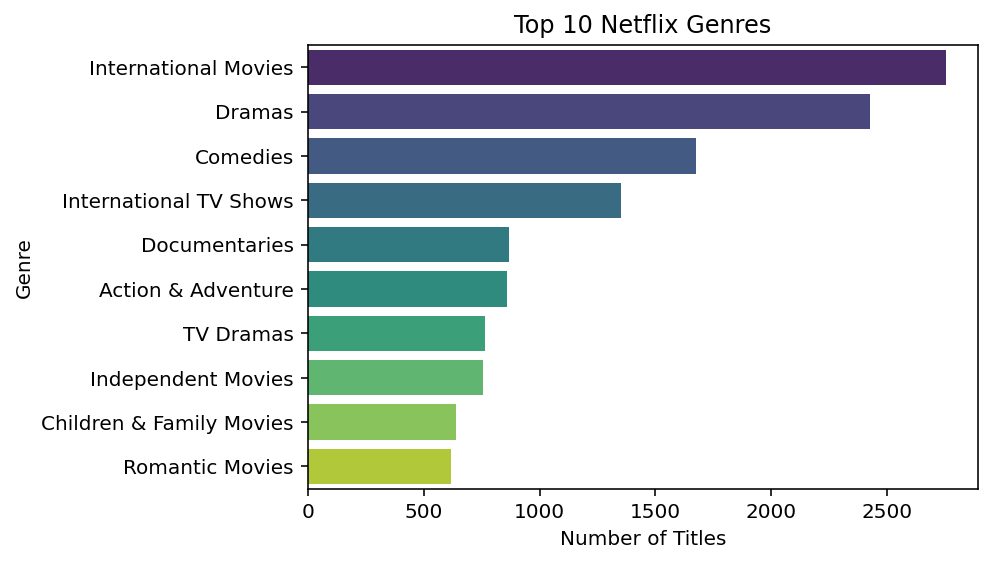 Top 10 Netflix Genres
Genre
International Movies
Dramas
Comedies
International TV Shows
Documentaries
Action & Adventure
TV Dramas
Independent Movies
Children & Family Movies
Romantic Movies
0 500 1000 1500 2000 2500
Number of Titles